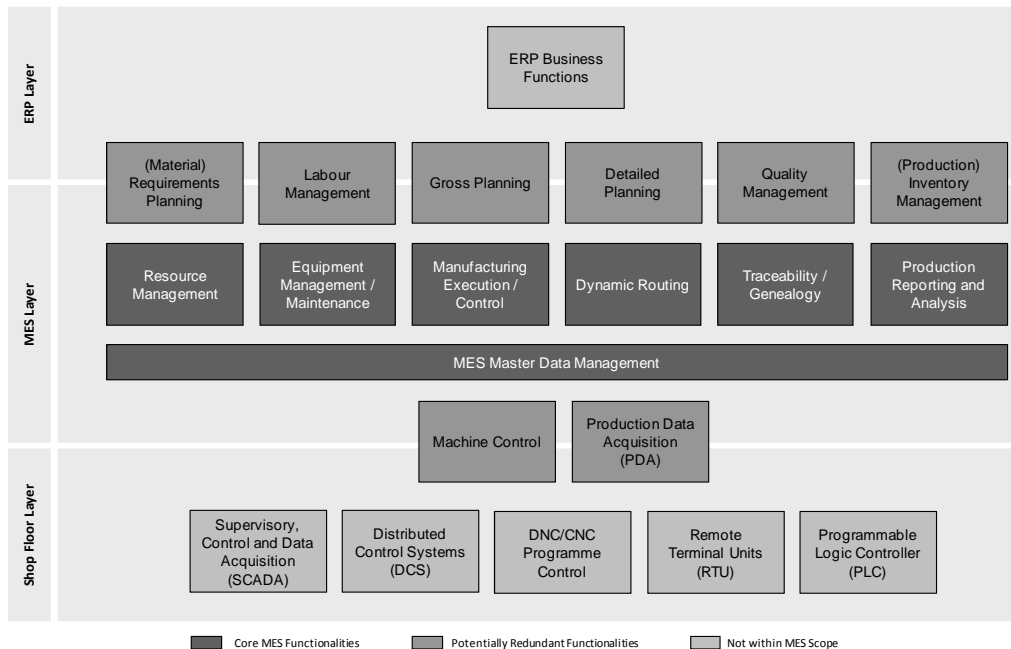 ERP Layer
ERP Business
Functions
(Material)
Requirements
Planning
Labour
Management
Gross Planning
Detailed
Planning
Quality
Management
(Production)
Inventory
Management
MES Layer
Resource
Management
Equipment
Management /
Maintenance
Manufacturing
Execution /
Control
Dynamic Routing
Traceability /
Genealogy
Production
Reporting and
Analysis
MES Master Data Management
Machine Control
Production Data
Acquisition
(PDA)
Shop Floor Layer
Supervisory,
Control and Data
Acquisition
(SCADA)
Distributed
Control Systems
(DCS)
DNC/CNC
Programme
Control
Remote
Terminal Units
(RTU)
Programmable
Logic Controller
(PLC)
Core MES Functionalities
Potentially Redundant Functionalities
Not within MES Scope